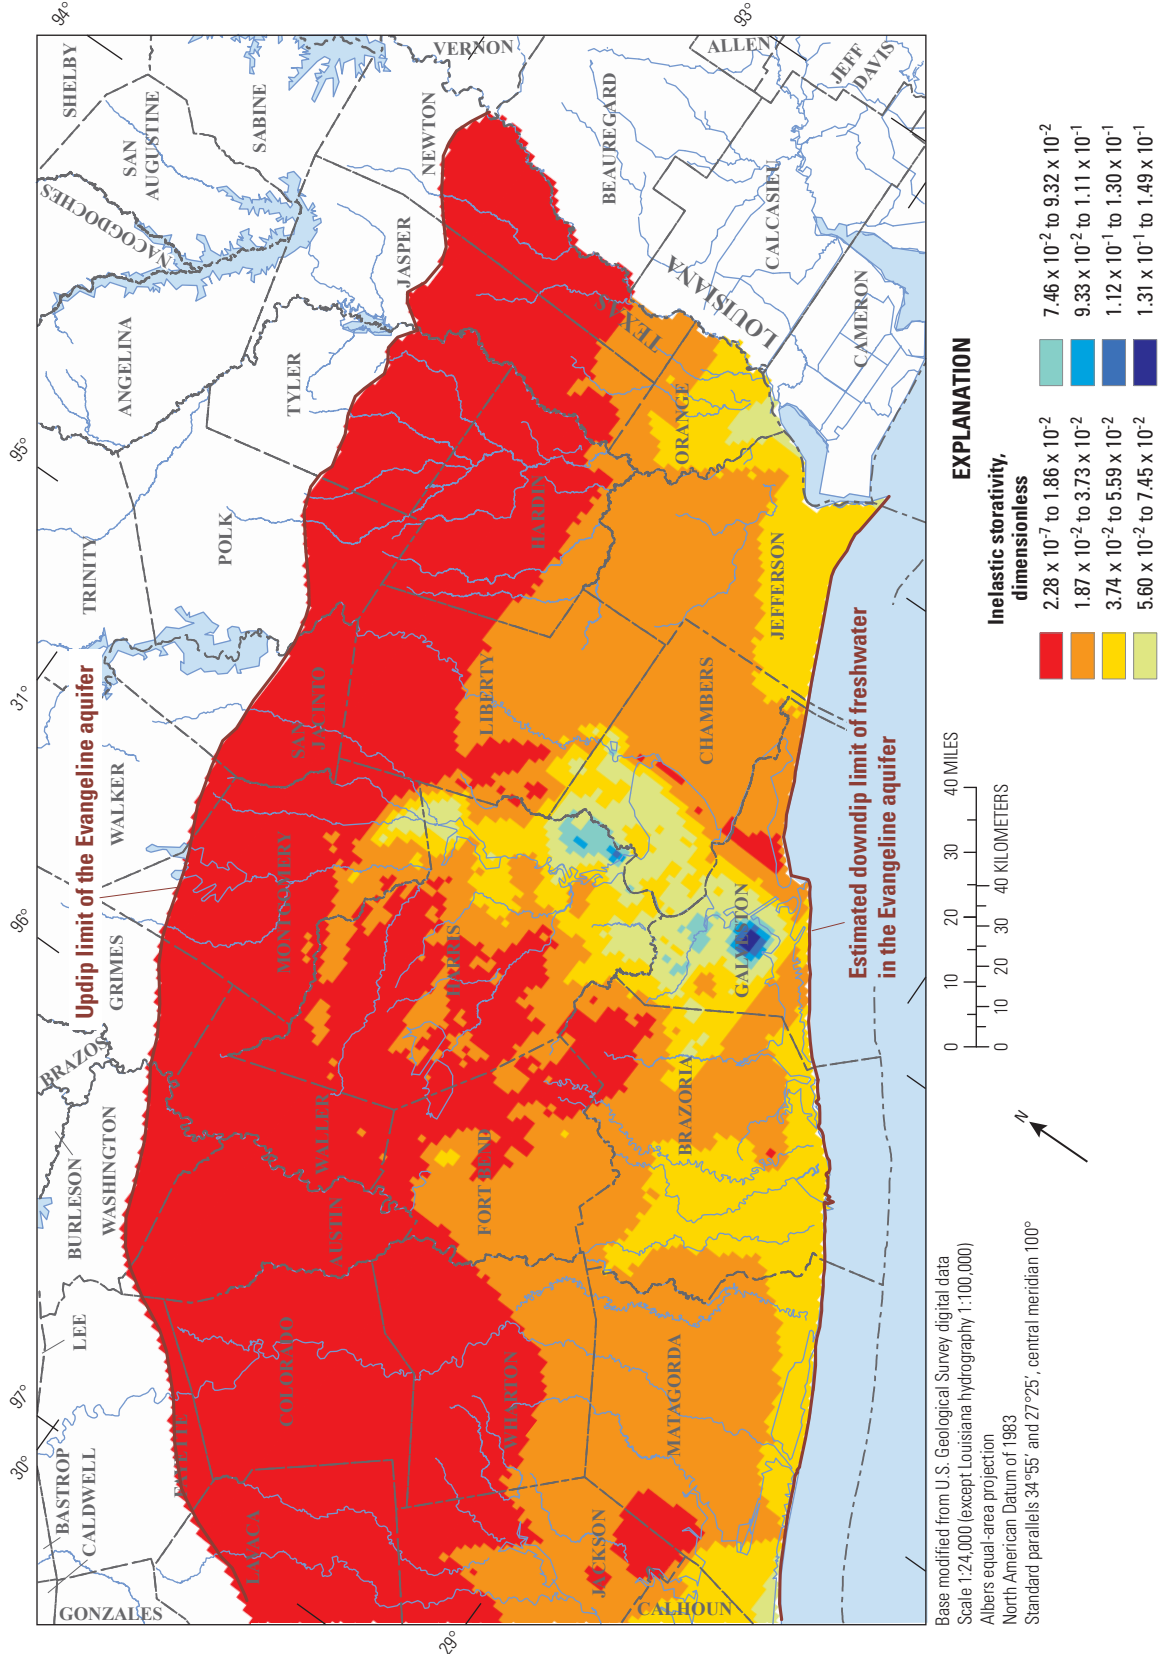 94°
93°
95°
31°
96°
97°
30°
29°
SHELBY
SAN
AUGUSTINE
SABINE
VERNON
ALLEN
JEFF
DAVIS
NACOGDOCHES
NEWTON
BEAUREGARD
ANGELINA
JASPER
CALCASIEU
TYLER
TEXAS
LOUISIANA
CAMERON
TRINITY
POLK
HARDIN
ORANGE
JEFFERSON
Updip limit of the Evangeline aquifer
WALKER
SAN
JACINTO
LIBERTY
CHAMBERS
Estimated downdip limit of freshwater
in the Evangeline aquifer
GRIMES
MONTGOMERY
HARRIS
GALVESTON
BRAZOS
BURLESON
WASHINGTON
WALLER
AUSTIN
FORT BEND
BRAZORIA
LEE
COLORADO
WHARTON
MATAGORDA
BASTROP
CALDWELL
FAYETTE
LAVACA
JACKSON
GONZALES
CALHOUN
Base modified from U.S. Geological Survey digital data
Scale 1:24,000 (except Louisiana hydrography 1:100,000)
Albers equal-area projection
North American Datum of 1983
Standard parallels 34°55′ and 27°25′, central meridian 100°
N
0 10 20 30 40 MILES
0 10 20 30 40 KILOMETERS
EXPLANATION
Inelastic storativity,
dimensionless
2.28 x 10-7 to 1.86 x 10-2
1.87 x 10-2 to 3.73 x 10-2
3.74 x 10-2 to 5.59 x 10-2
5.60 x 10-2 to 7.45 x 10-2
7.46 x 10-2 to 9.32 x 10-2
9.33 x 10-2 to 1.11 x 10-1
1.12 x 10-1 to 1.30 x 10-1
1.31 x 10-1 to 1.49 x 10-1